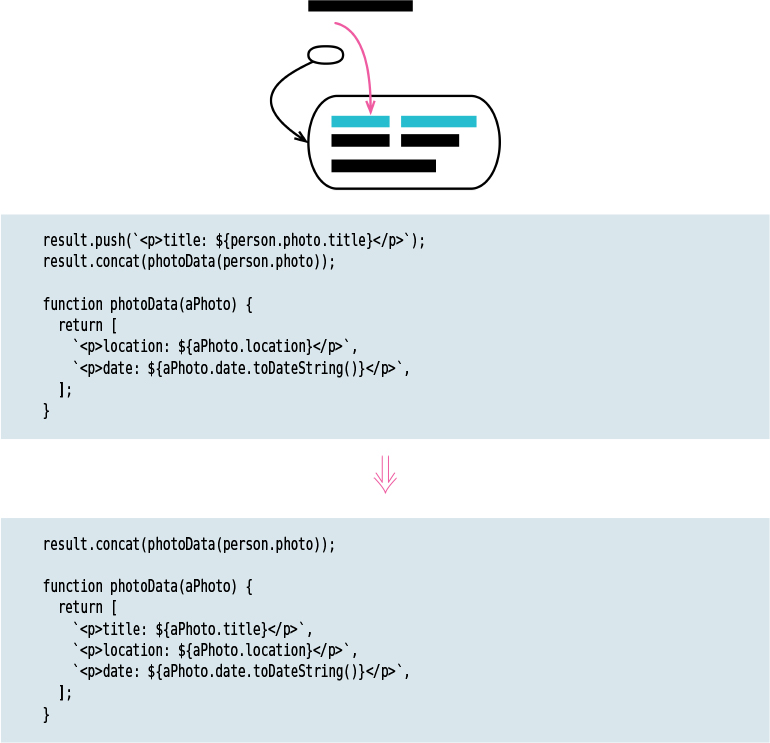 result.push(`<p>title: ${person.photo.title}</p>`);
result.concat(photoData(person.photo));

function photoData(aPhoto) {
  return [
    `<p>location: ${aPhoto.location}</p>`,
    `<p>date: ${aPhoto.date.toDateString()}</p>`,
  ];
}

result.concat(photoData(person.photo));

function photoData(aPhoto) {
  return [
    `<p>title: ${aPhoto.title}</p>`,
    `<p>location: ${aPhoto.location}</p>`,
    `<p>date: ${aPhoto.date.toDateString()}</p>`,
  ];
}